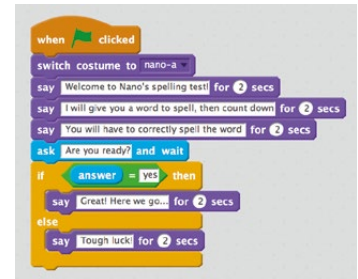 when clicked
switch costume to nano-a
say Welcome to Nano's spelling test! for 2 secs
say I will give you a word to spell, then count down for 2 secs
say You will have to correctly spell the word for 2 secs
ask Are you ready? and wait
if answer = yes then
say Great! Here we go... for 2 secs
else
say Tough luck! for 2 secs